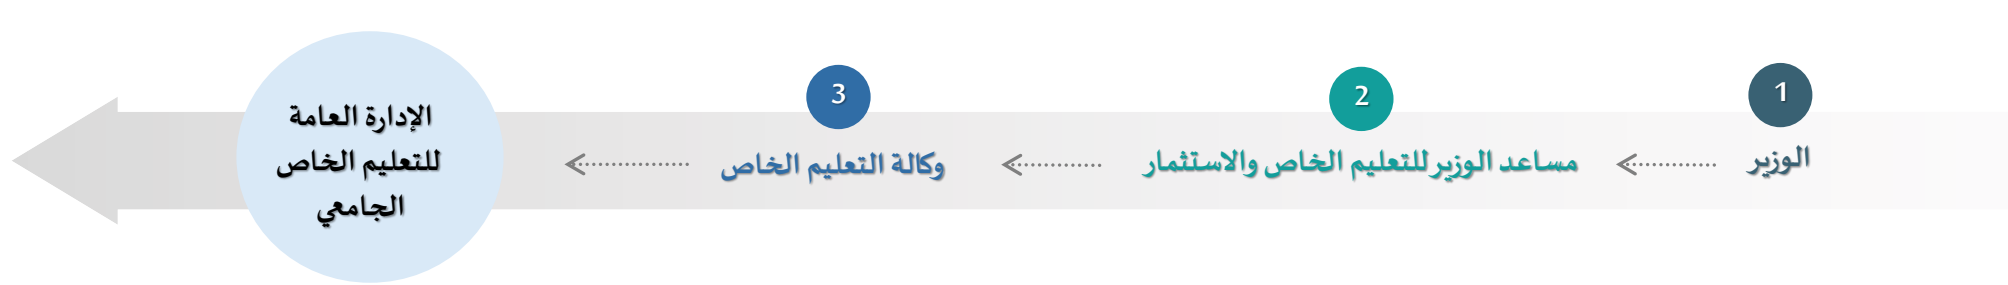 1
الوزير
2
مساعد الوزير للتعليم الخاص والاستثمار
3
وكالة التعليم الخاص
الإدارة العامة
للتعليم الخاص
الجامعي